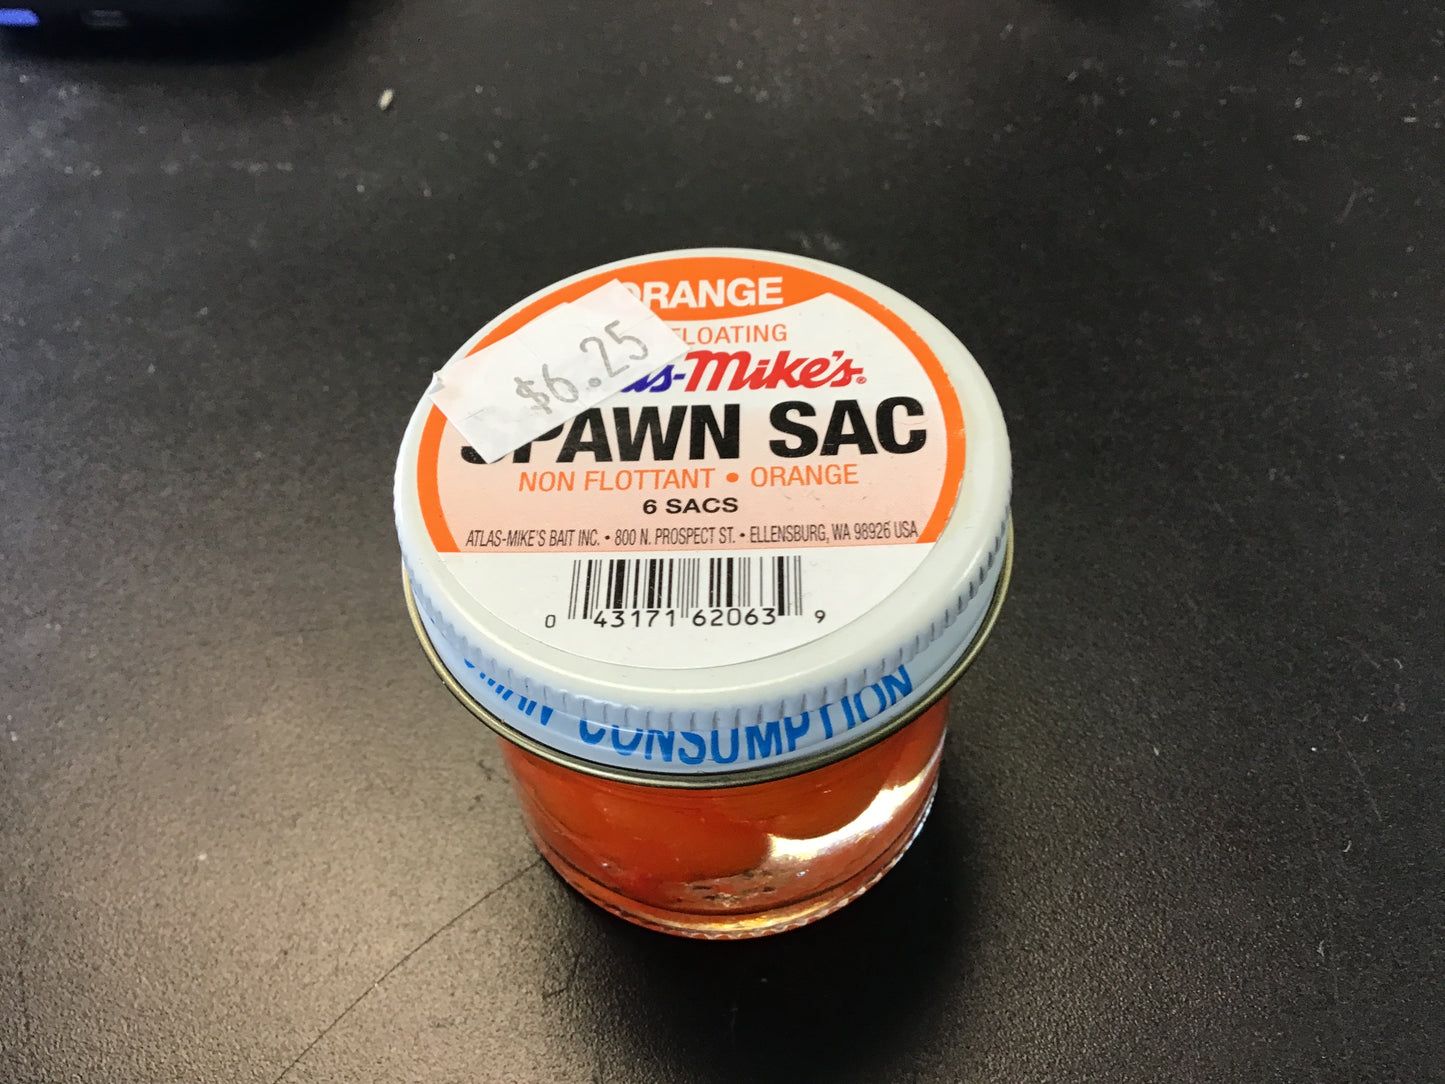 ORANGE
$6.25
FLOATING
Mike's®
SPAWN SAC
NON FLOTTANT • ORANGE
6 SACS
ATLAS-MIKE'S BAIT INC. • 800 N. PROSPECT ST. • ELLENSBURG, WA 98926 USA
0 43171 62063 9
CONSUMPTION